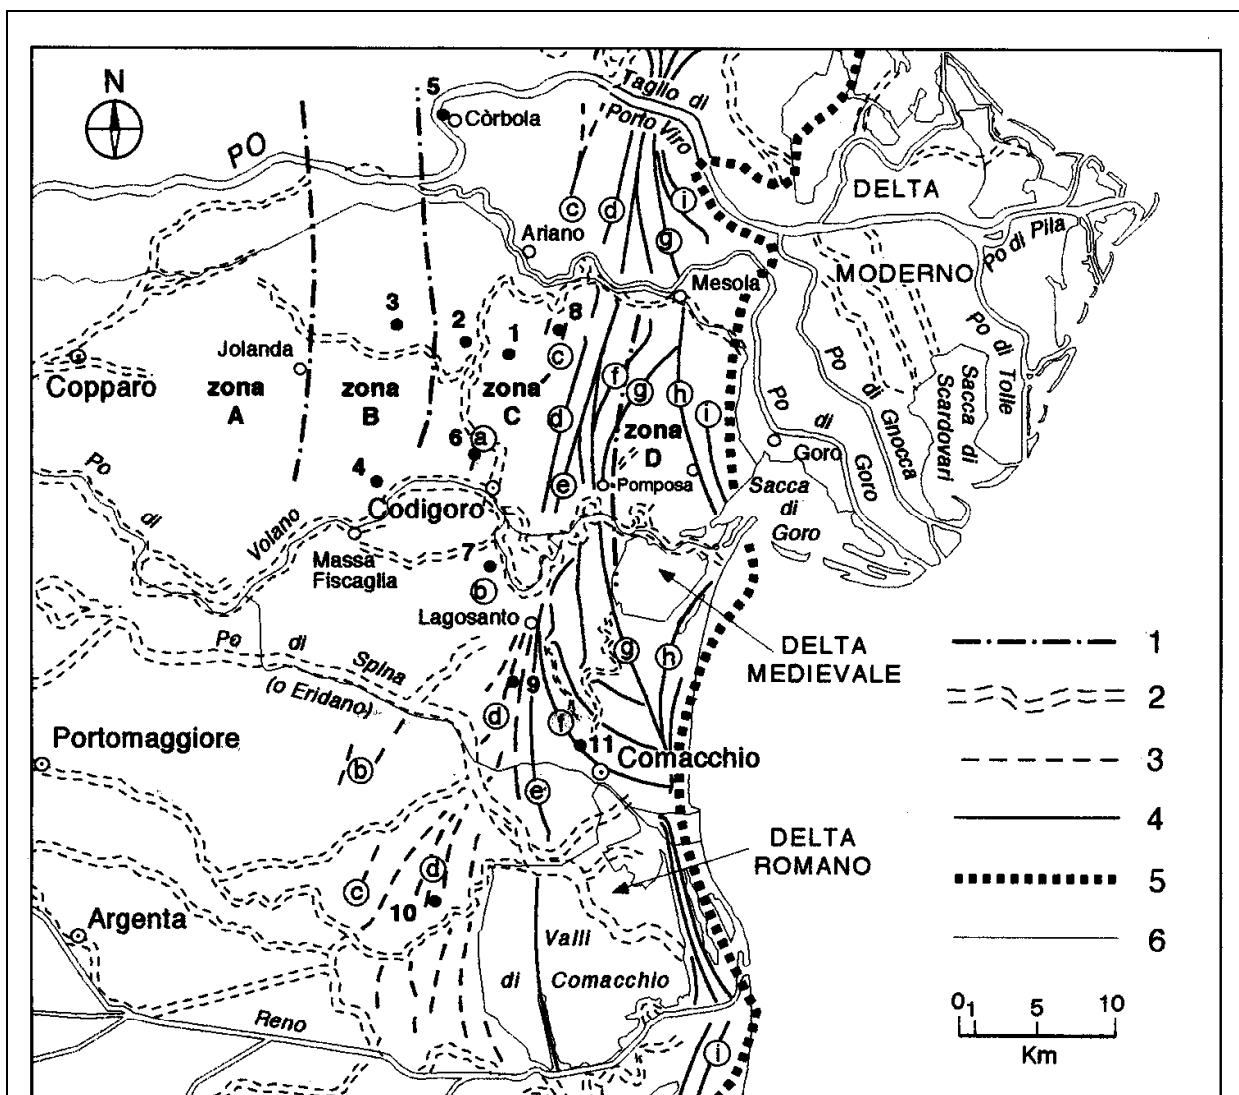 N
5
Còrbola
PO
Taglio di
Porto Viro
c
d
i
g
Ariano
Mesola
DELTA
MODERNO
Po di Pila
Po di Tolle
Sacca di
Scardovari
Po di Gnocca
Po di Goro
Goro
Sacca
di
Goro
3
2
1
8
c
Jolanda
Copparo
zona
A
zona
B
zona
C
d
f
g
h
i
zona
D
6
a
4
e
Pomposa
Codigoro
Po di Volano
Massa
Fiscaglia
7
b
Lagosanto
Po di Spina
(o Eridano)
g
h
DELTA
MEDIEVALE
9
d
f
11
Comacchio
Portomaggiore
b
e
DELTA
ROMANO
c
d
10
Argenta
Valli
di Comacchio
Reno
i
1
2
3
4
5
6
0 1 5 10
Km